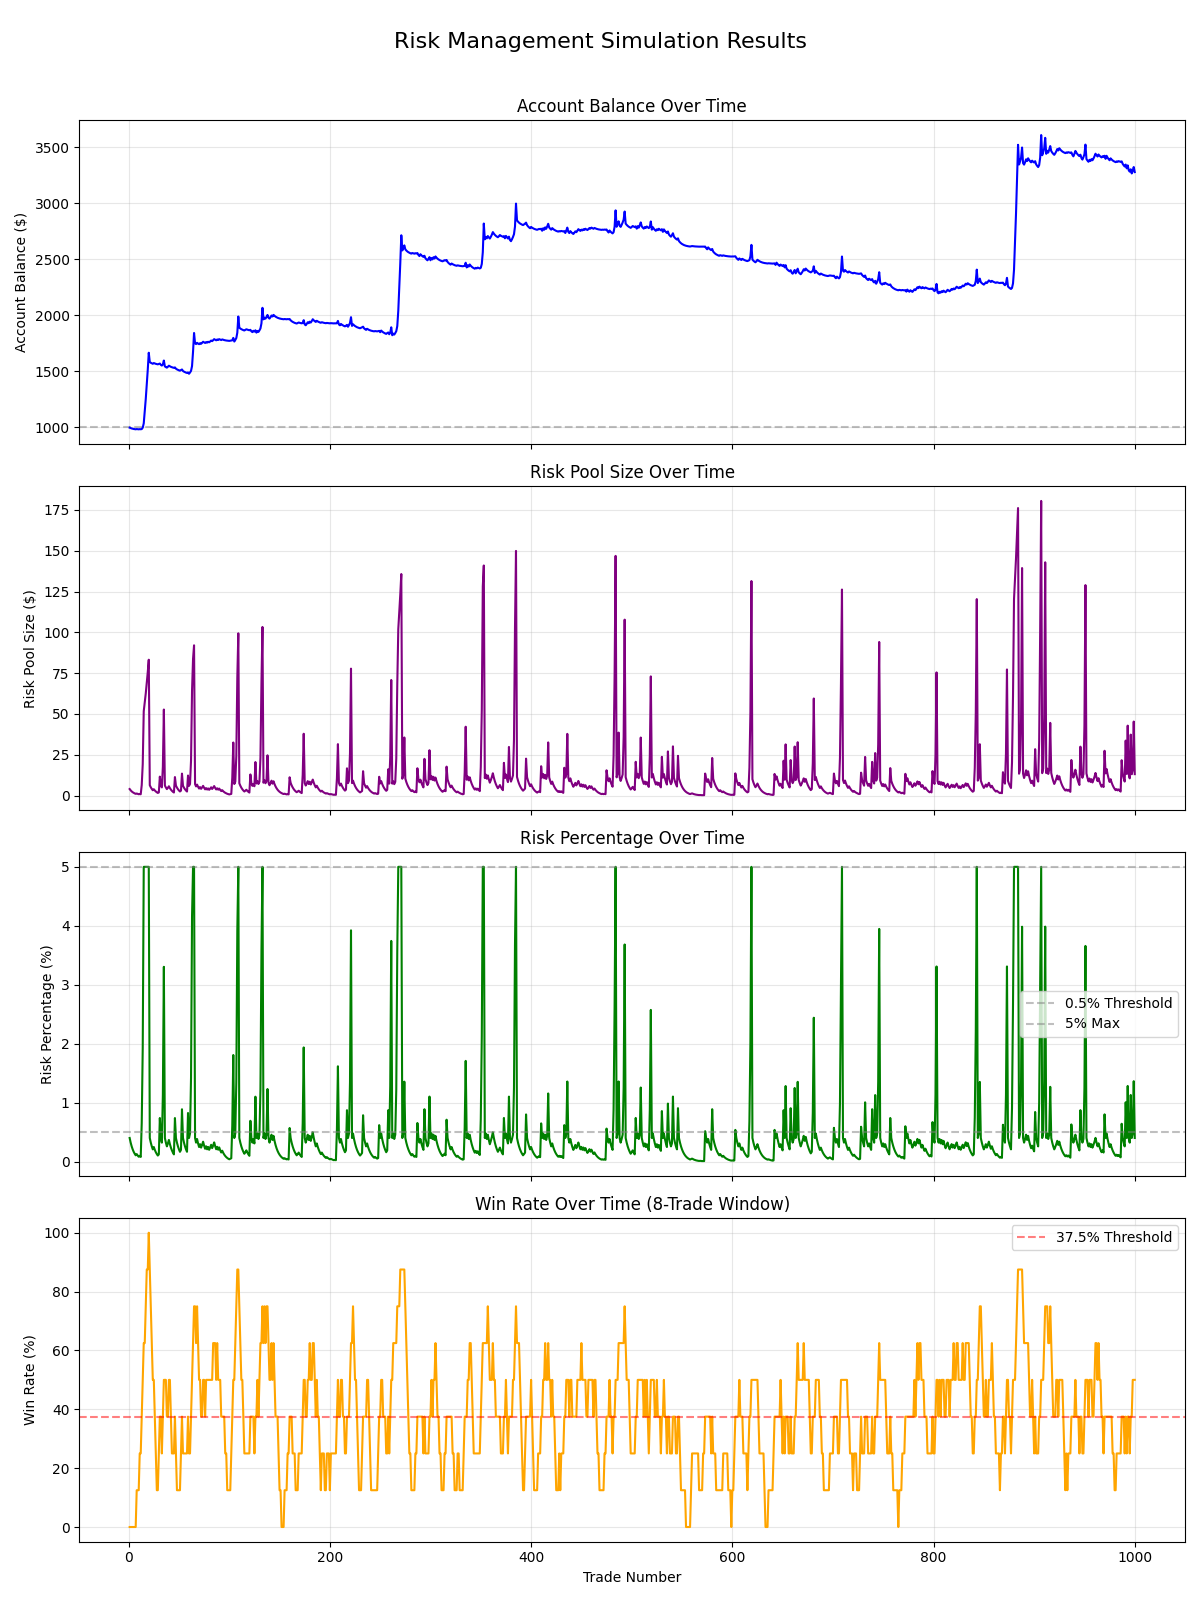 Risk Management Simulation Results
Account Balance Over Time
Account Balance ($)
3500
3000
2500
2000
1500
1000
Risk Pool Size Over Time
Risk Pool Size ($)
175
150
125
100
75
50
25
0
Risk Percentage Over Time
Risk Percentage (%)
5
4
3
2
1
0
0.5% Threshold
5% Max
Win Rate Over Time (8-Trade Window)
Win Rate (%)
100
80
60
40
20
0
37.5% Threshold
0 200 400 600 800 1000
Trade Number